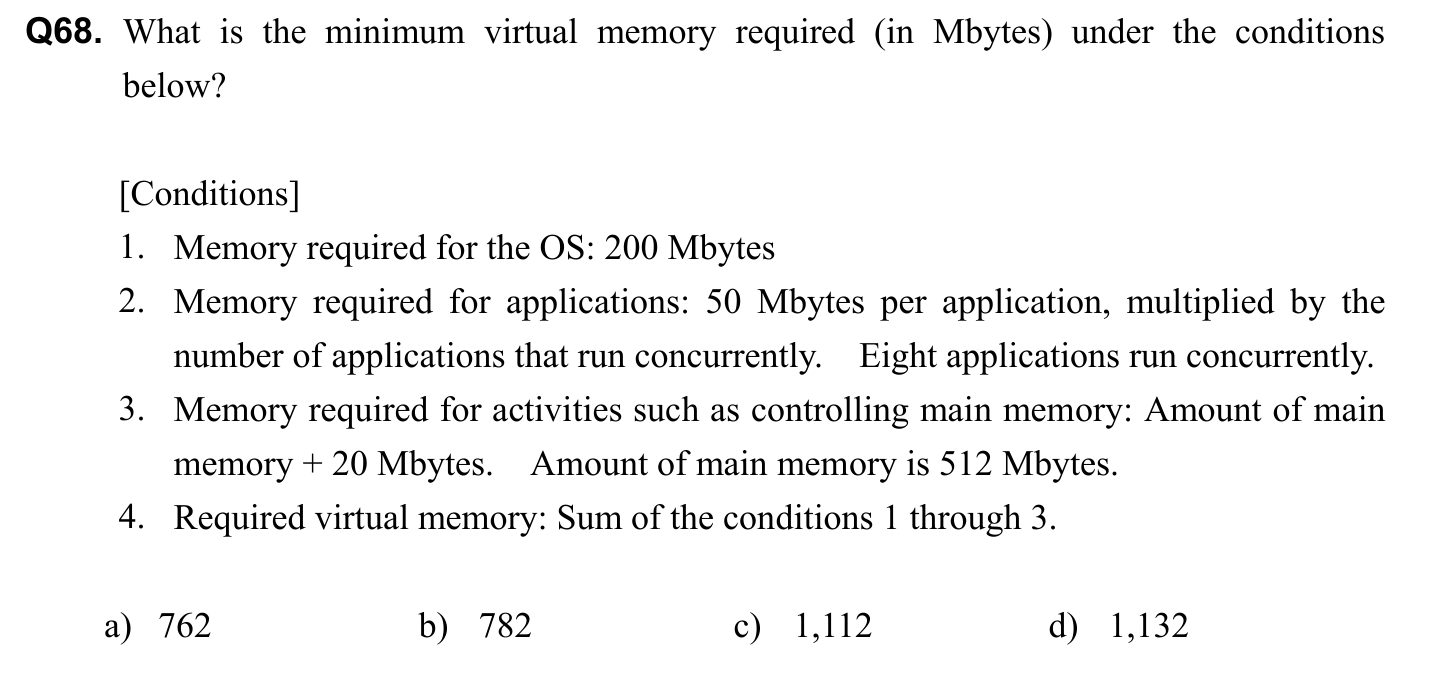 Q68. What is the minimum virtual memory required (in Mbytes) under the conditions
below?
[Conditions]
1. Memory required for the OS: 200 Mbytes
2. Memory required for applications: 50 Mbytes per application, multiplied by the
number of applications that run concurrently. Eight applications run concurrently.
3. Memory required for activities such as controlling main memory: Amount of main
memory + 20 Mbytes. Amount of main memory is 512 Mbytes.
4. Required virtual memory: Sum of the conditions 1 through 3.
a) 762 b) 782 c) 1,112 d) 1,132